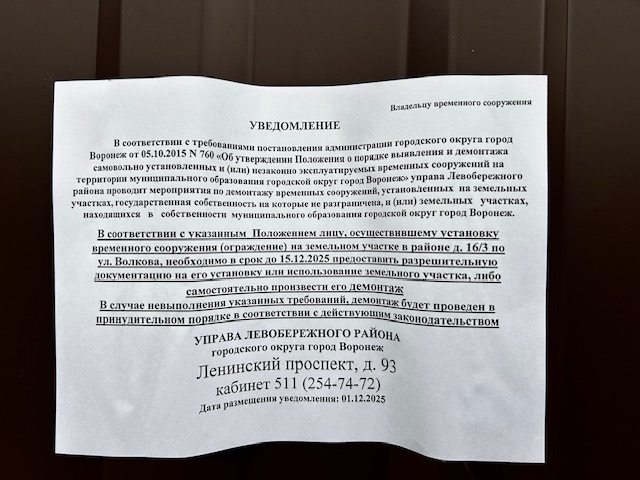 Владельцу временного сооружения
УВЕДОМЛЕНИЕ
В соответствии с требованиями постановления администрации городского округа город
Воронеж от 05.10.2015 N 760 «Об утверждении Положения о порядке выявления и демонтажа
самовольно установленных и (или) незаконно эксплуатируемых временных сооружений на
территории муниципального образования городской округ город Воронеж» управа Левобережного
района проводит мероприятия по демонтажу временных сооружений, установленных на земельных
участках, государственная собственность на которые не разграничена, и (или) земельных участках,
находящихся в собственности муниципального образования городской округ город Воронеж.
В соответствии с указанным Положением лицу, осуществившему установку
временного сооружения (ограждение) на земельном участке в районе д. 16/3 по
ул. Волкова, необходимо в срок до 15.12.2025 предоставить разрешительную
документацию на его установку или использование земельного участка, либо
самостоятельно произвести его демонтаж
В случае невыполнения указанных требований, демонтаж будет проведен в
принудительном порядке в соответствии с действующим законодательством
УПРАВА ЛЕВОБЕРЕЖНОГО РАЙОНА
городского округа город Воронеж
Ленинский проспект, д. 93
кабинет 511 (254-74-72)
Дата размещения уведомления: 01.12.2025